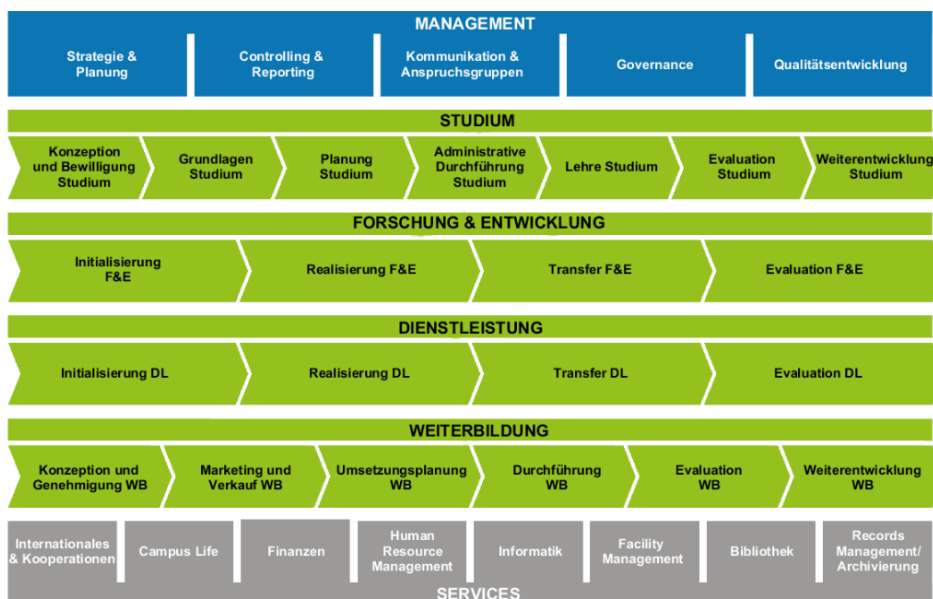 MANAGEMENT
Strategie &
Planung
Controlling &
Reporting
Kommunikation &
Anspruchsgruppen
Governance
Qualitätsentwicklung
STUDIUM
Konzeption
und Bewilligung
Studium
Grundlagen
Studium
Planung
Studium
Administrative
Durchführung
Studium
Lehre Studium
Evaluation
Studium
Weiterentwicklung
Studium
FORSCHUNG & ENTWICKLUNG
Initialisierung
F&E
Realisierung F&E
Transfer F&E
Evaluation F&E
DIENSTLEISTUNG
Initialisierung DL
Realisierung DL
Transfer DL
Evaluation DL
WEITERBILDUNG
Konzeption und
Genehmigung WB
Marketing und
Verkauf WB
Umsetzungsplanung
WB
Durchführung
WB
Evaluation
WB
Weiterentwicklung
WB
Internationales
& Kooperationen
Campus Life
Finanzen
Human
Resource
Management
Informatik
Facility
Management
Bibliothek
Records
Management/
Archivierung
SERVICES